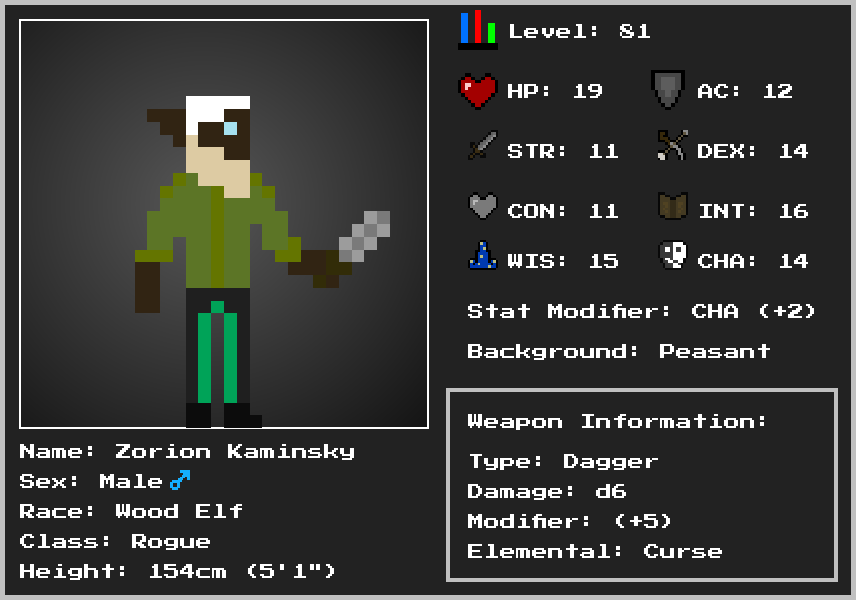 Level: 81
HP: 19 AC: 12
STR: 11 DEX: 14
CON: 11 INT: 16
WIS: 15 CHA: 14
Stat Modifier: CHA (+2)
Background: Peasant
Weapon Information:
Type: Dagger
Damage: d6
Modifier: (+5)
Elemental: Curse
Name: Zorion Kaminsky
Sex: Male♂
Race: Wood Elf
Class: Rogue
Height: 154cm (5'1")